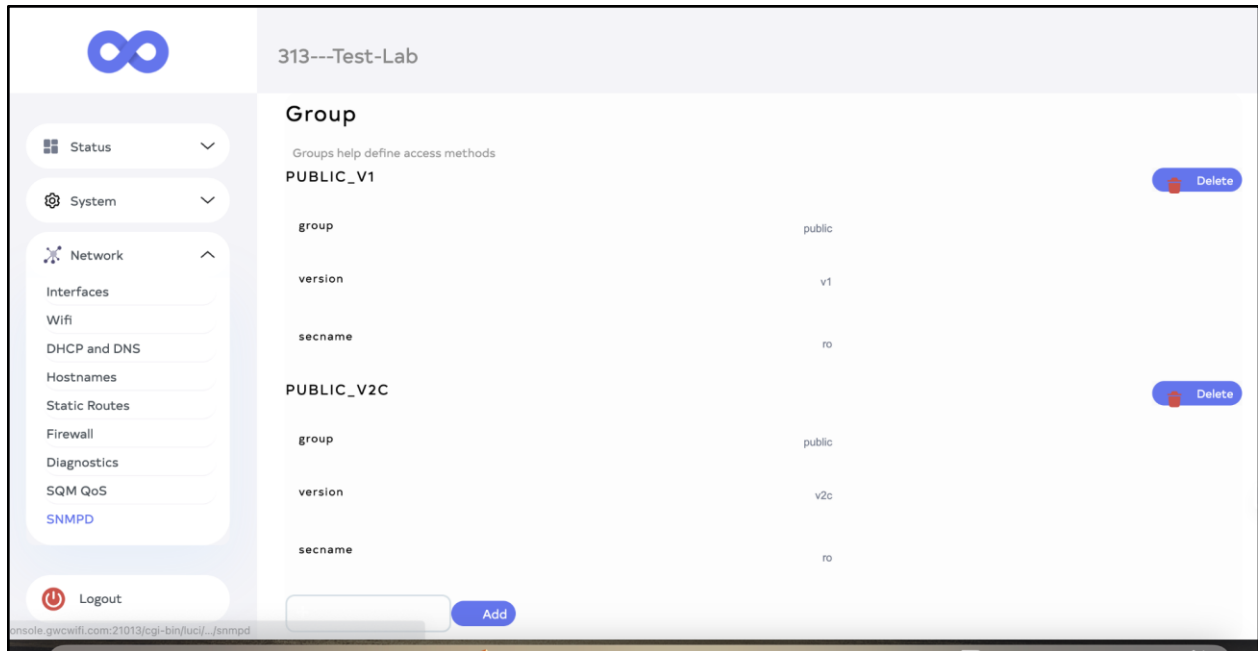 313---Test-Lab
Status
System
Network
Interfaces
Wifi
DHCP and DNS
Hostnames
Static Routes
Firewall
Diagnostics
SQM QoS
SNMPD
Logout
onsole.gwcwifi.com:21013/cgi-bin/luci/.../snmpd
Group
Groups help define access methods
PUBLIC_V1 Delete
group public
version v1
secname ro
PUBLIC_V2C Delete
group public
version v2c
secname ro
Add